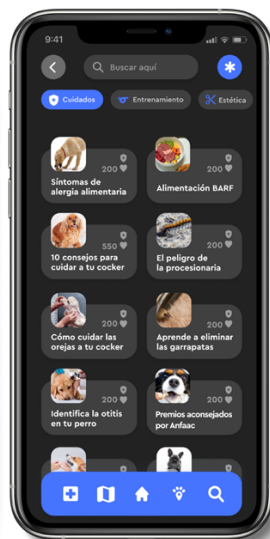 9:41
Buscar aquí
Cuidados
Entrenamiento
Estética
200
Síntomas de
alergia alimentaria
200
Alimentación BARF
550
10 consejos para
cuidar a tu cocker
200
El peligro de
la procesionaria
200
Cómo cuidar las
orejas a tu cocker
200
Aprende a eliminar
las garrapatas
200
Identifica la otitis
en tu perro
200
Premios aconsejados
por Anfaac